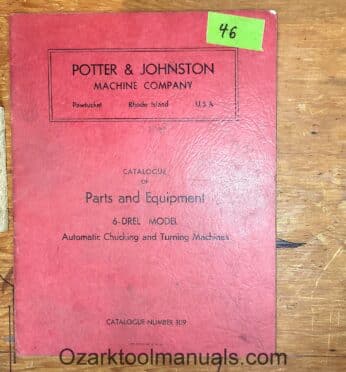 46
POTTER & JOHNSTON
MACHINE COMPANY
Pawtucket Rhode Island U.S.A.
CATALOGUE
OF
Parts and Equipment
6-DREL MODEL
Automatic Chucking and Turning Machines
CATALOGUE NUMBER 309
Ozarktoolmanuals.com